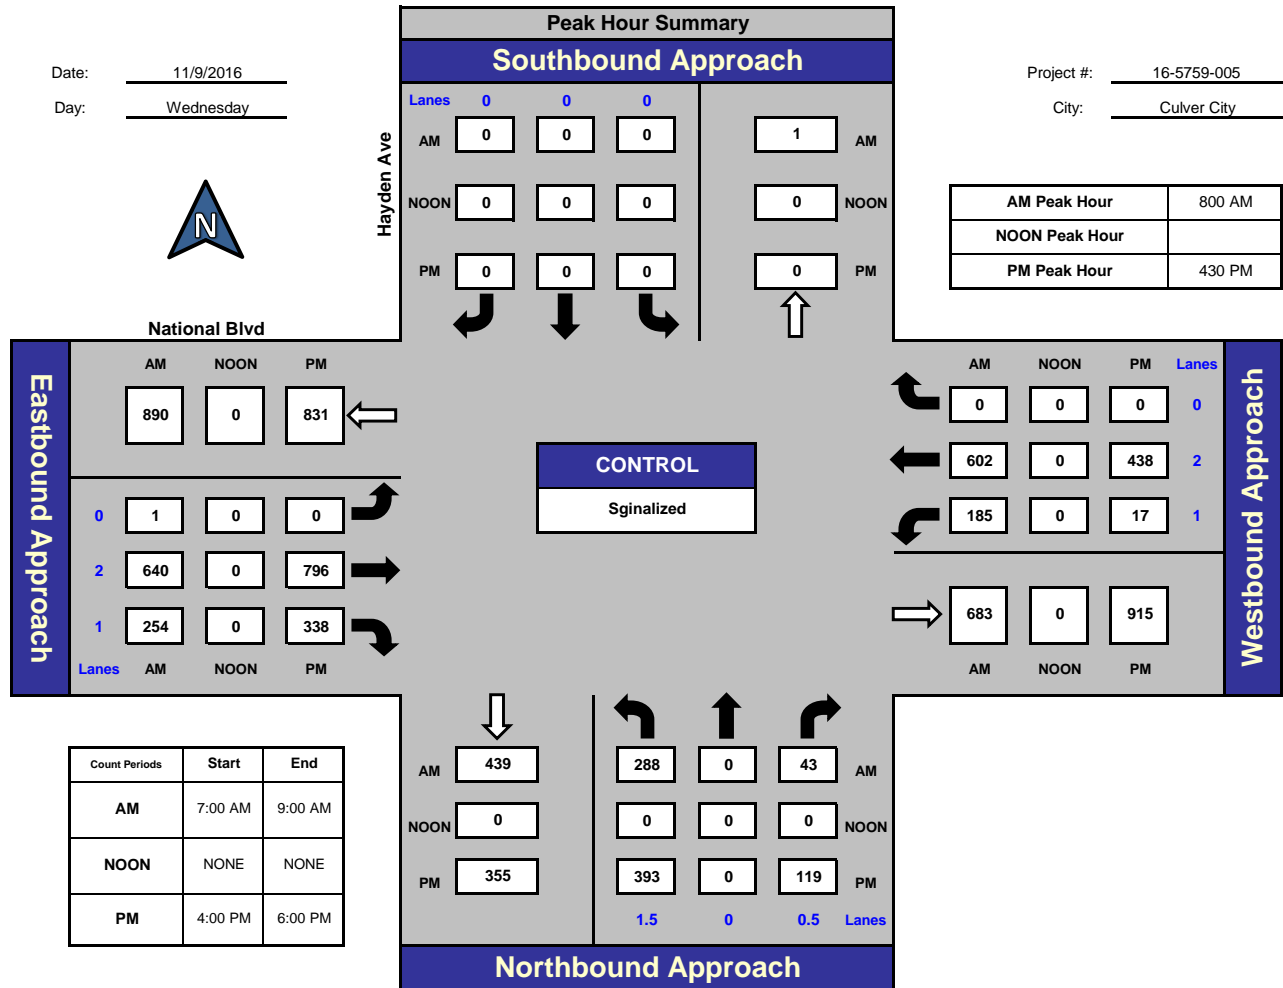 Peak Hour Summary
Southbound Approach
Date: 11/9/2016
Day: Wednesday
Project #: 16-5759-005
City: Culver City
Hayden Ave
Lanes 0 0 0
AM 0 0 0 1 AM
NOON 0 0 0 0 NOON
PM 0 0 0 0 PM
N
AM Peak Hour 800 AM
NOON Peak Hour
PM Peak Hour 430 PM
National Blvd
Eastbound Approach
AM NOON PM
890 0 831
0 1 0 0
2 640 0 796
1 254 0 338
Lanes AM NOON PM
CONTROL
Sginalized
AM NOON PM Lanes
0 0 0 0
602 0 438 2
185 0 17 1
683 0 915
AM NOON PM
Westbound Approach
Count Periods Start End
AM 7:00 AM 9:00 AM
NOON NONE NONE
PM 4:00 PM 6:00 PM
AM 439 288 0 43 AM
NOON 0 0 0 0 NOON
PM 355 393 0 119 PM
1.5 0 0.5 Lanes
Northbound Approach